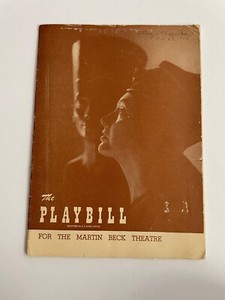 The
PLAYBILL
FOR THE MARTIN BECK THEATRE